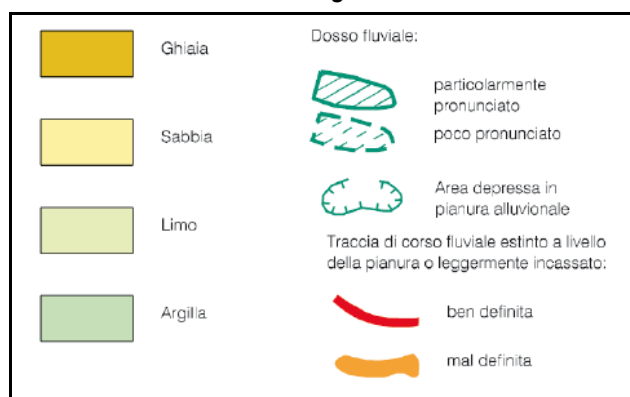 Ghiaia
Sabbia
Limo
Argilla
Dosso fluviale:
particolarmente
pronunciato
poco pronunciato
Area depressa in
pianura alluvionale
Traccia di corso fluviale estinto a livello
della pianura o leggermente incassato:
ben definita
mal definita